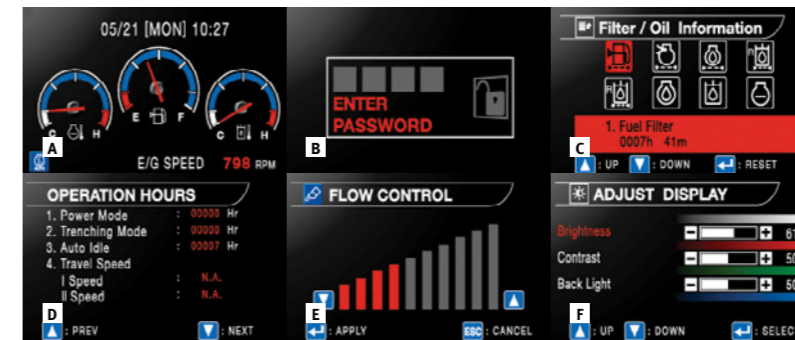 05/21 [MON] 10:27
E F
C H
C H
A
E/G SPEED 798 RPM
ENTER
PASSWORD
B
Filter / Oil Information
1. Fuel Filter
0007h 41m
C
: UP : DOWN : RESET
OPERATION HOURS
1. Power Mode : 00000 Hr
2. Trenching Mode : 00000 Hr
3. Auto Idle : 00007 Hr
4. Travel Speed
I Speed : N.A.
II Speed : N.A.
D
: PREV : NEXT
FLOW CONTROL
E
: APPLY ESC : CANCEL
ADJUST DISPLAY
Brightness - +
Contrast - + 50
Back Light - + 50
F
: UP : DOWN : SELEC